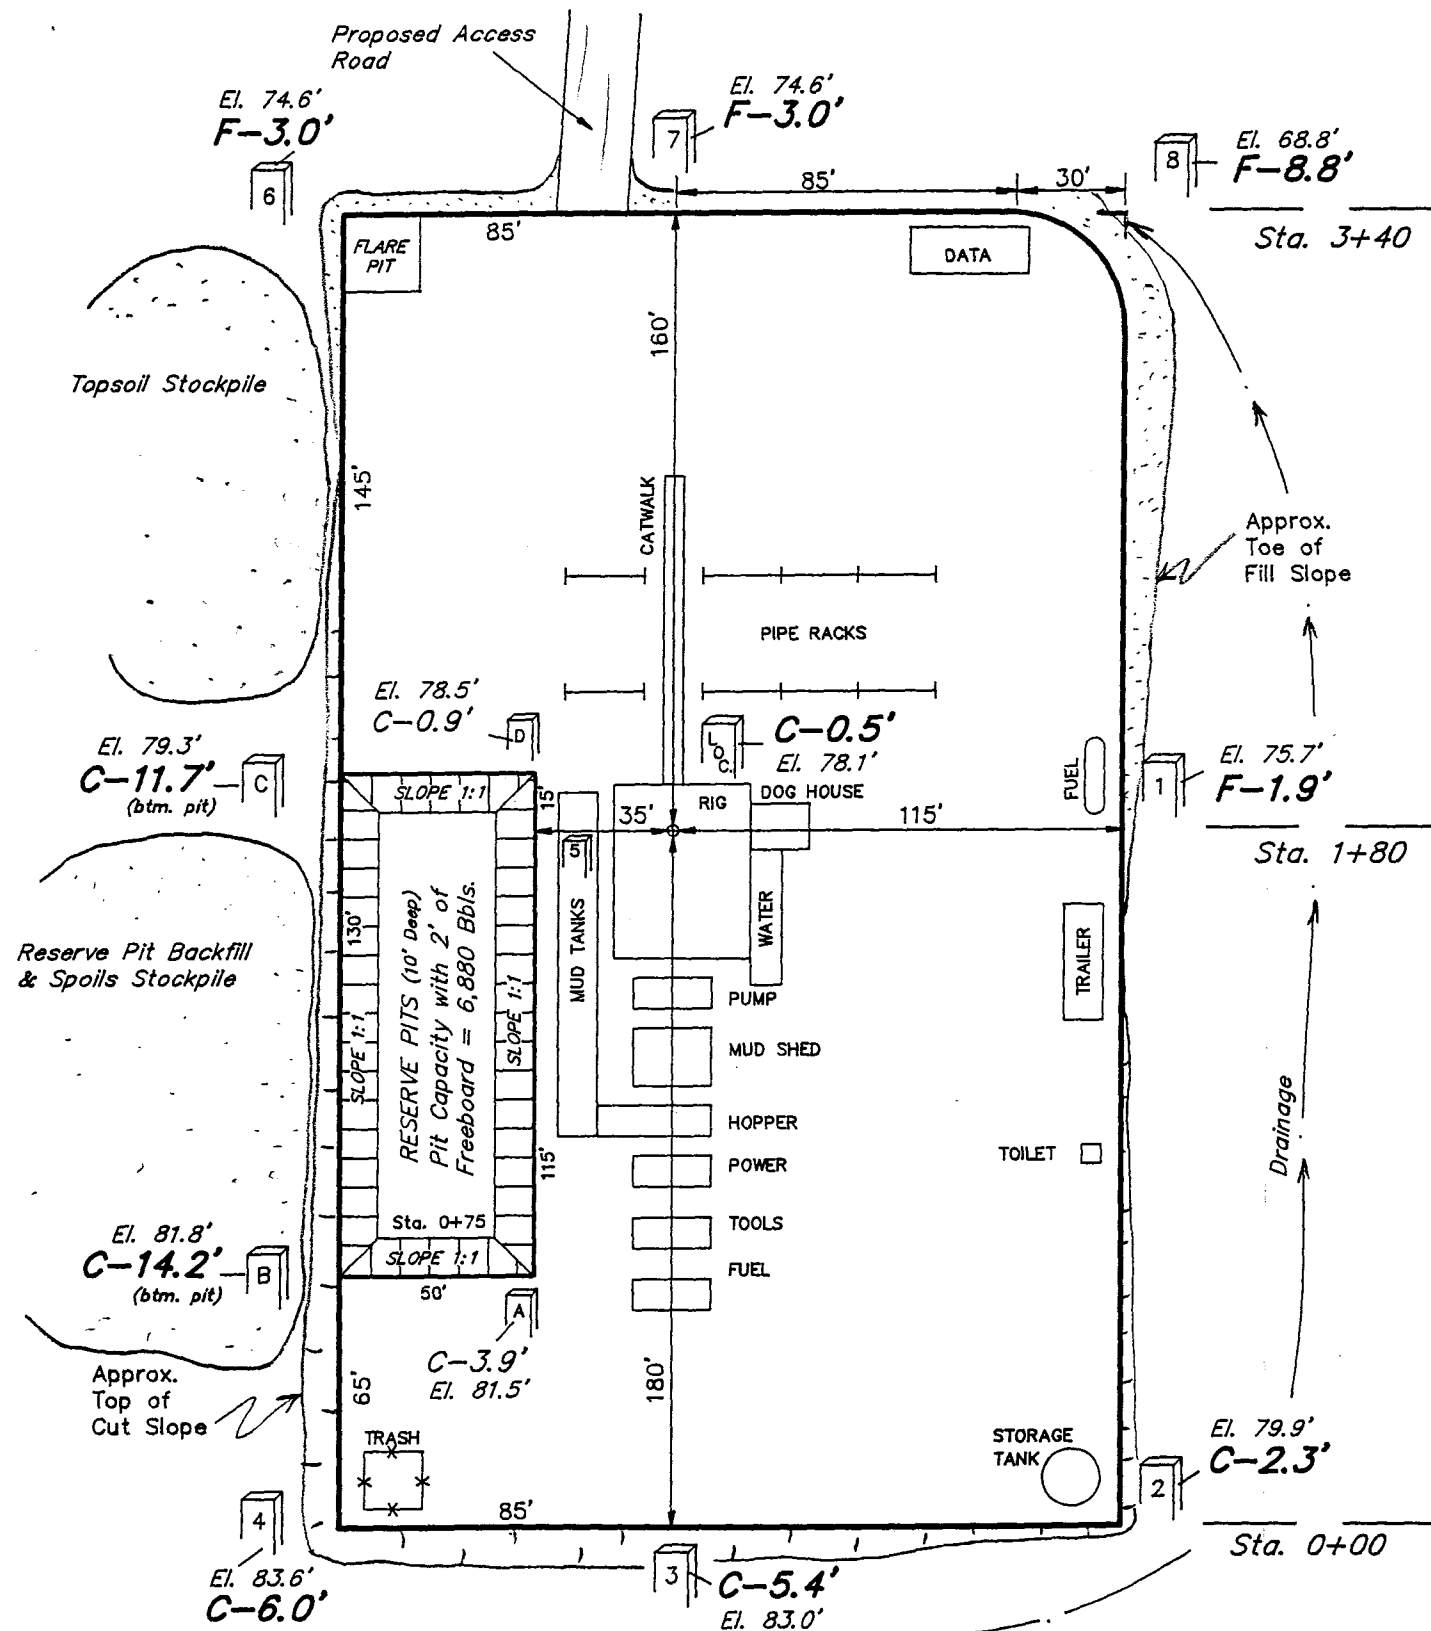 Proposed Access
Road
El. 74.6'
F-3.0'
6
El. 74.6'
F-3.0'
7
El. 68.8'
F-8.8'
8
Sta. 3+40
85'
30'
85'
FLARE
PIT
DATA
160'
Topsoil Stockpile
145'
CATWALK
Approx.
Toe of
Fill Slope
PIPE RACKS
El. 78.5'
C-0.9'
D
LOC.
C-0.5'
El. 78.1'
El. 79.3'
C-11.7'
(btm. pit)
C
El. 75.7'
F-1.9'
1
FUEL
SLOPE 1:1
15'
RIG
DOG HOUSE
35'
115'
Sta. 1+80
5
MUD TANKS
WATER
TRAILER
Reserve Pit Backfill
& Spoils Stockpile
130'
SLOPE 1:1
RESERVE PITS (10' Deep)
Pit Capacity with 2' of
Freeboard = 6,880 Bbls.
SLOPE 1:1
PUMP
MUD SHED
HOPPER
POWER
TOOLS
FUEL
TOILET
Drainage
115'
Sta. 0+75
SLOPE 1:1
50'
El. 81.8'
C-14.2'
(btm. pit)
B
A
C-3.9'
El. 81.5'
Approx.
Top of
Cut Slope
65'
180'
TRASH
STORAGE
TANK
El. 79.9'
C-2.3'
2
85'
Sta. 0+00
4
El. 83.6'
C-6.0'
3
C-5.4'
El. 83.0'